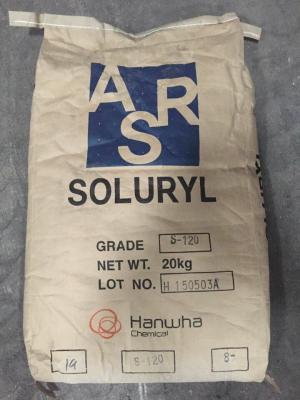 ASR
SOLURYL
GRADE S-120
NET WT. 20kg
LOT NO. H 150503A
Hanwha
Chemical
19 S-120 8-